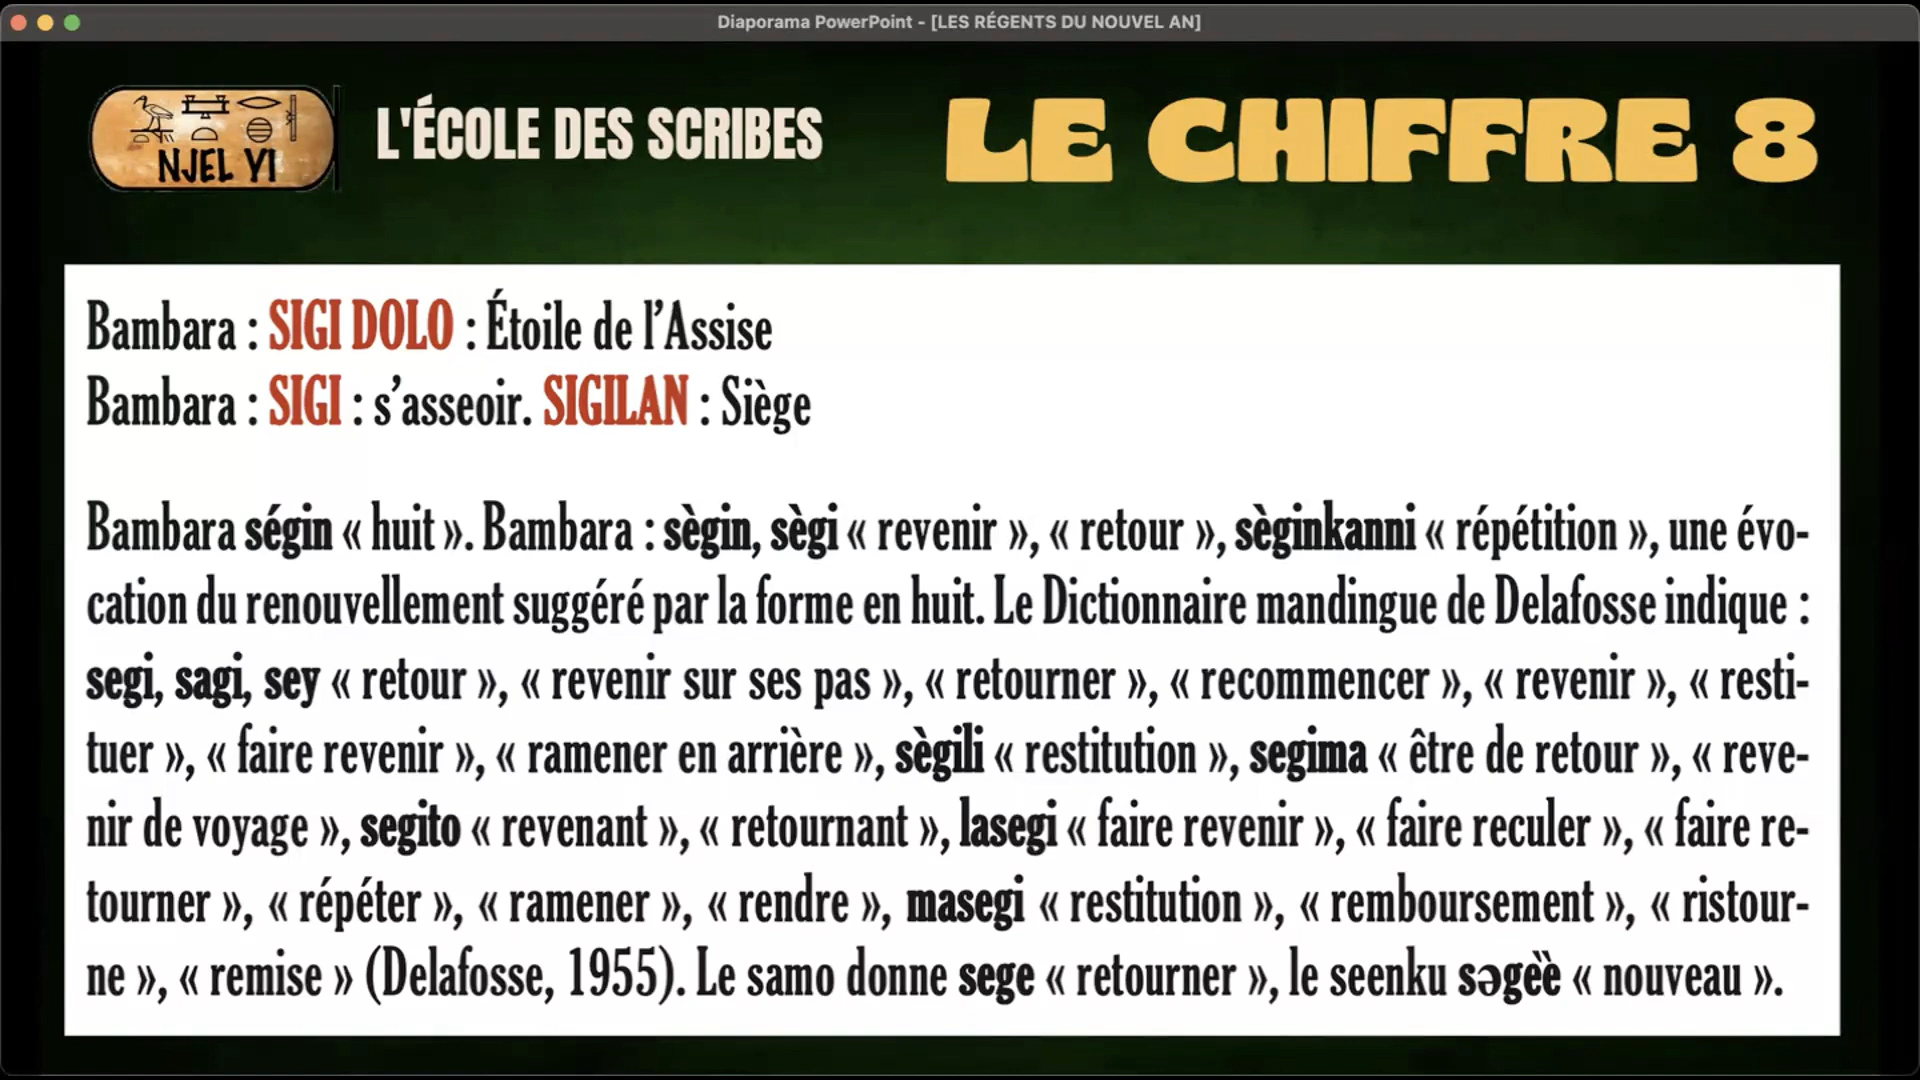 Diaporama PowerPoint - [LES RÉGENTS DU NOUVEL AN]
NJEL YI
L'ÉCOLE DES SCRIBES
LE CHIFFRE 8
Bambara : SIGI DOLO : Étoile de l’Assise
Bambara : SIGI : s’asseoir. SIGILAN : Siège
Bambara ségin « huit ». Bambara : sègin, sègi « revenir », « retour », sèginkanni « répétition », une évo-
cation du renouvellement suggéré par la forme en huit. Le Dictionnaire mandingue de Delafosse indique :
segi, sagi, sey « retour », « revenir sur ses pas », « retourner », « recommencer », « revenir », « resti-
tuer », « faire revenir », « ramener en arrière », sègili « restitution », segima « être de retour », « reve-
nir de voyage », segito « revenant », « retournant », lasegi « faire revenir », « faire reculer », « faire re-
tourner », « répéter », « ramener », « rendre », masegi « restitution », « remboursement », « ristour-
ne », « remise » (Delafosse, 1955). Le samo donne sege « retourner », le seenku səgȅȅ « nouveau ».